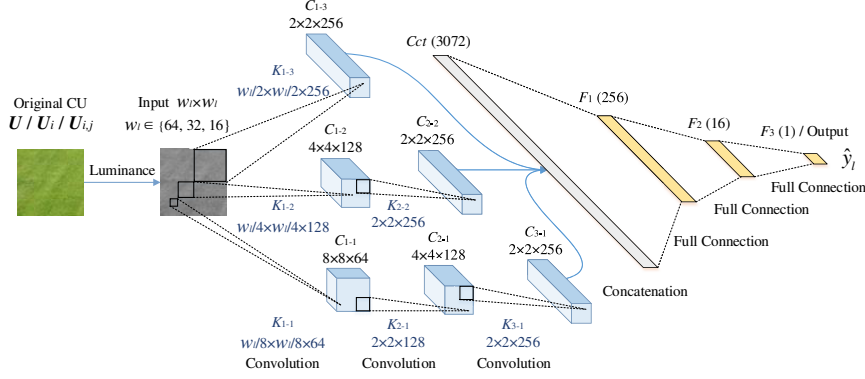 C1-3
2×2×256
K1-3
wl/2×wl/2×256
Original CU
U / Ui / Ui,j
Luminance
Input wl×wl
wl ∈ {64, 32, 16}
C1-2
4×4×128
K1-2
wl/4×wl/4×128
C2-2
2×2×256
K2-2
2×2×256
C1-1
8×8×64
K1-1
wl/8×wl/8×64
Convolution
C2-1
4×4×128
K2-1
2×2×128
Convolution
C3-1
2×2×256
K3-1
2×2×256
Convolution
Cct (3072)
Concatenation
F1 (256)
Full Connection
F2 (16)
Full Connection
F3 (1) / Output
ŷl
Full Connection